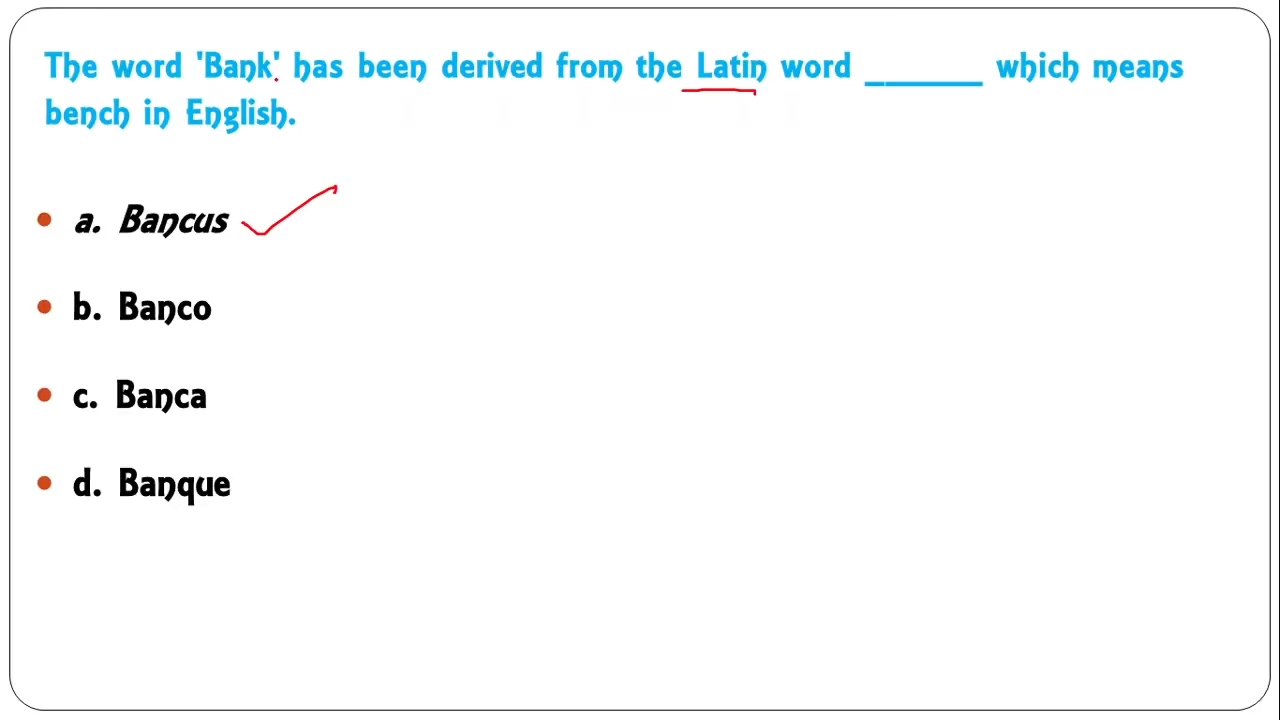 The word 'Bank' has been derived from the Latin word ______ which means
bench in English.
a. Bancus
b. Banco
c. Banca
d. Banque